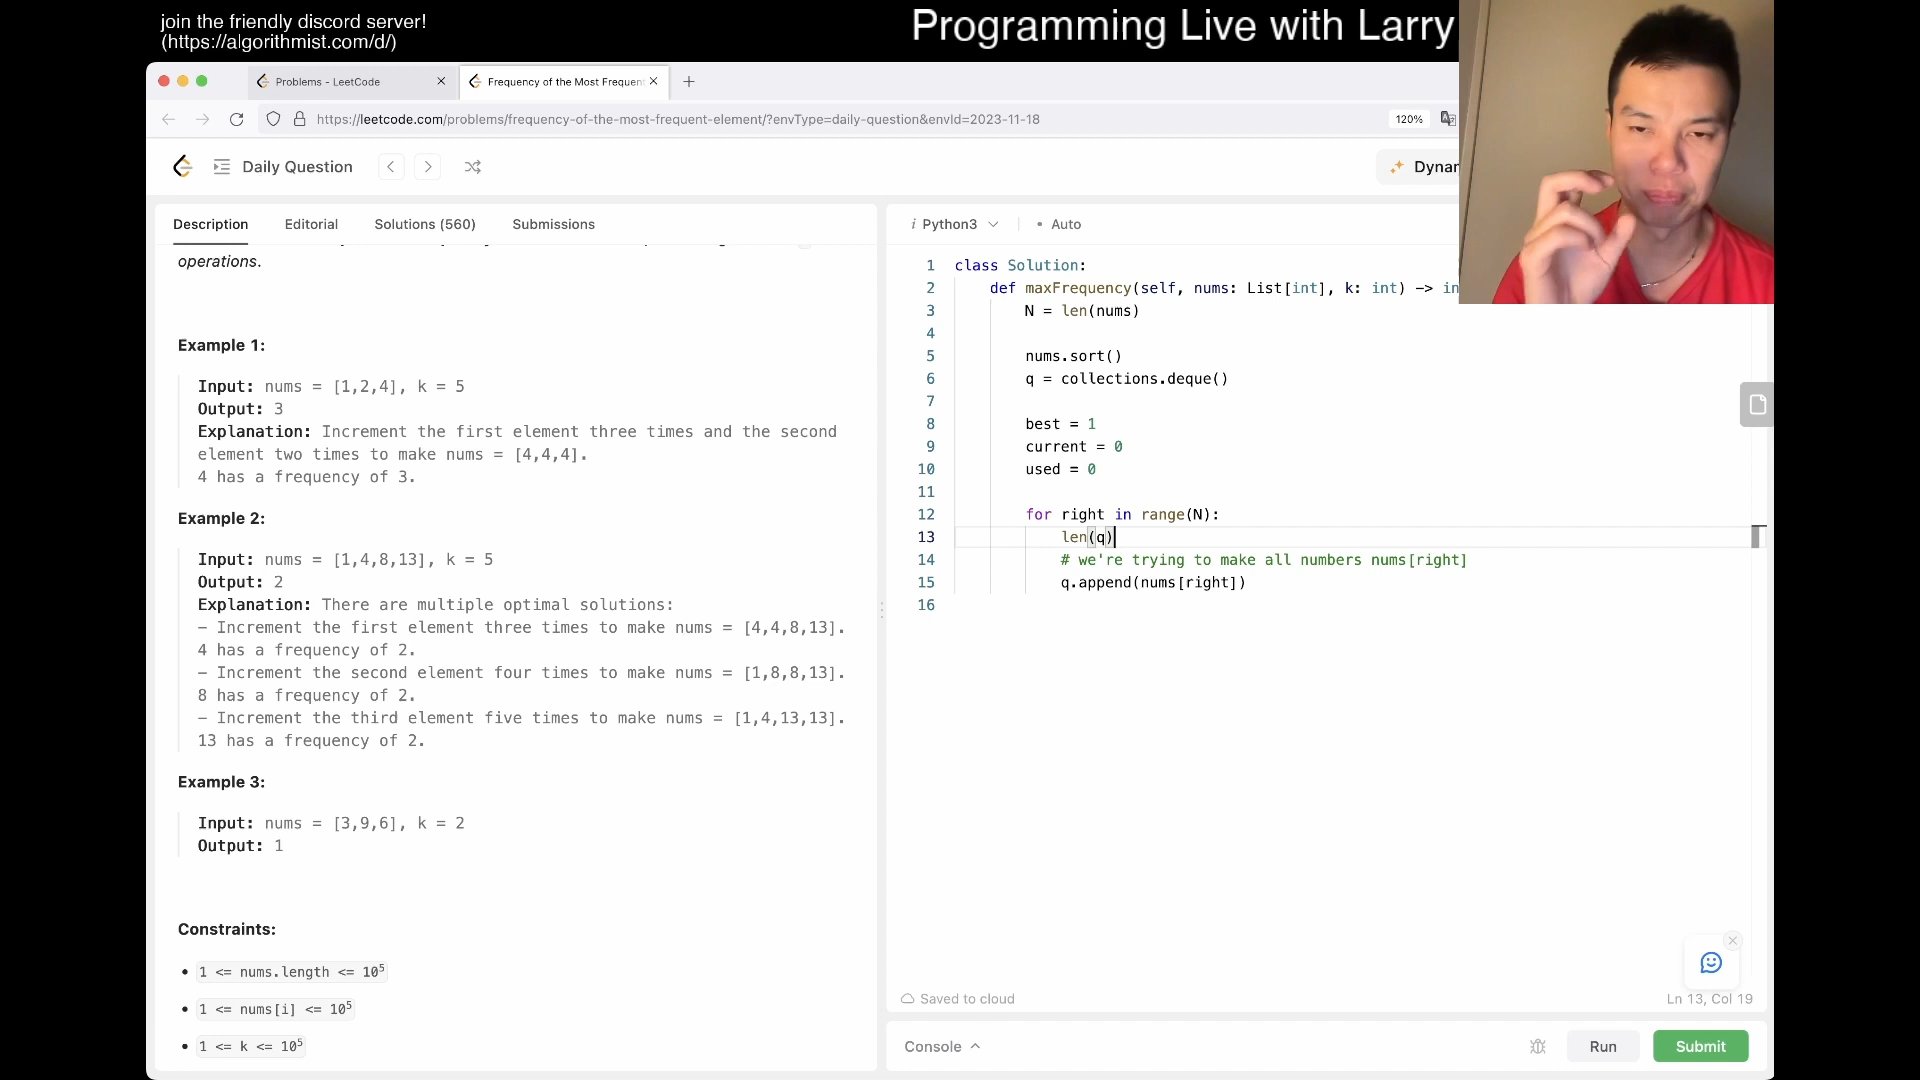 join the friendly discord server!
(https://algorithmist.com/d/)
Programming Live with Larry
Problems - LeetCode
Frequency of the Most Frequen
https://leetcode.com/problems/frequency-of-the-most-frequent-element/?envType=daily-question&envId=2023-11-18
120%
Daily Question
Dynar
Description
Editorial
Solutions (560)
Submissions
operations.
Example 1:
Input: nums = [1,2,4], k = 5
Output: 3
Explanation: Increment the first element three times and the second
element two times to make nums = [4,4,4].
4 has a frequency of 3.
Example 2:
Input: nums = [1,4,8,13], k = 5
Output: 2
Explanation: There are multiple optimal solutions:
- Increment the first element three times to make nums = [4,4,8,13].
4 has a frequency of 2.
- Increment the second element four times to make nums = [1,8,8,13].
8 has a frequency of 2.
- Increment the third element five times to make nums = [1,4,13,13].
13 has a frequency of 2.
Example 3:
Input: nums = [3,9,6], k = 2
Output: 1
Constraints:
• 1 <= nums.length <= 10⁵
• 1 <= nums[i] <= 10⁵
• 1 <= k <= 10⁵
i Python3
• Auto
1 class Solution:
2 def maxFrequency(self, nums: List[int], k: int) -> in
3 N = len(nums)
4
5 nums.sort()
6 q = collections.deque()
7
8 best = 1
9 current = 0
10 used = 0
11
12 for right in range(N):
13 len(q)
14 # we're trying to make all numbers nums[right]
15 q.append(nums[right])
16
Saved to cloud
Ln 13, Col 19
Console
Run
Submit